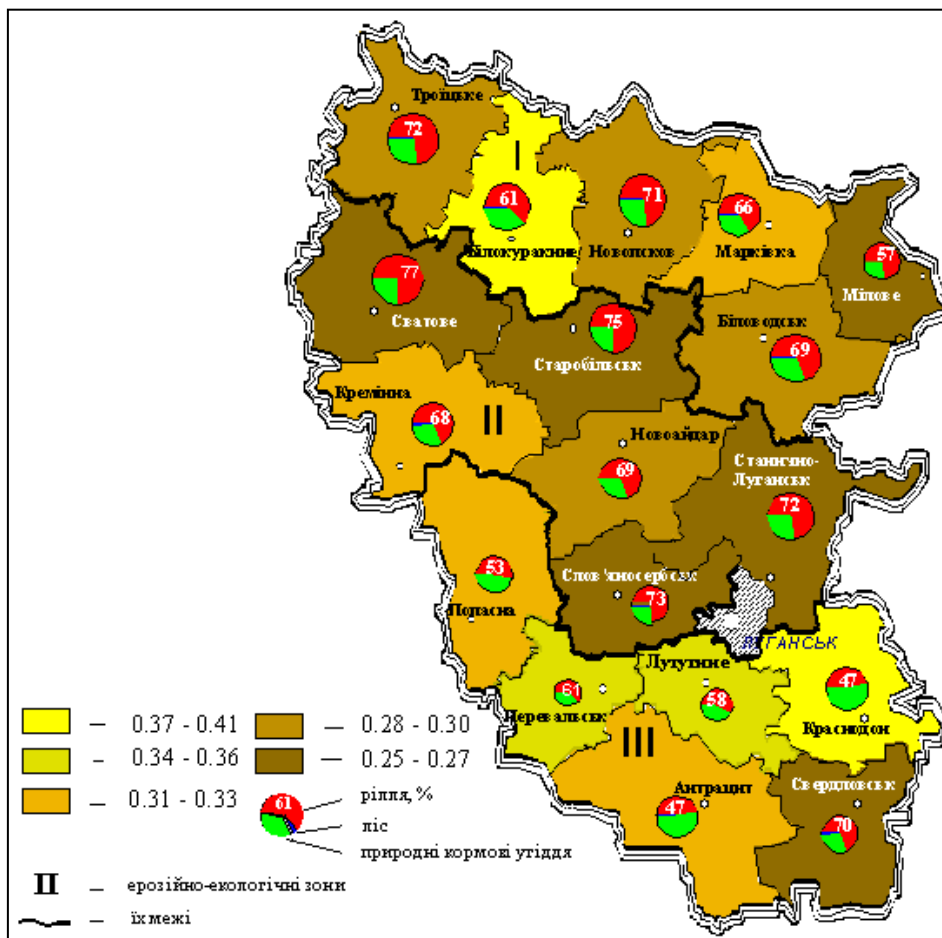 Троїцьке
72
I
61
Білокуракине
71
Новопсков
66
Марківка
57
Мілове
77
Сватове
75
Старобільськ
Біловодськ
69
Кремінна
68
II
Новоайдар
69
Станично-
Луганськ
72
53
Попасна
Слов'яносербськ
73
ЛУГАНСЬК
61
Перевальськ
Лутугине
58
47
Краснодон
III
Антрацит
47
Свердловськ
70
– 0.37 - 0.41
– 0.34 - 0.36
– 0.31 - 0.33
– 0.28 - 0.30
– 0.25 - 0.27
61
рілля, %
ліс
природні кормові угіддя
II – ерозійно-екологічні зони
– їх межі